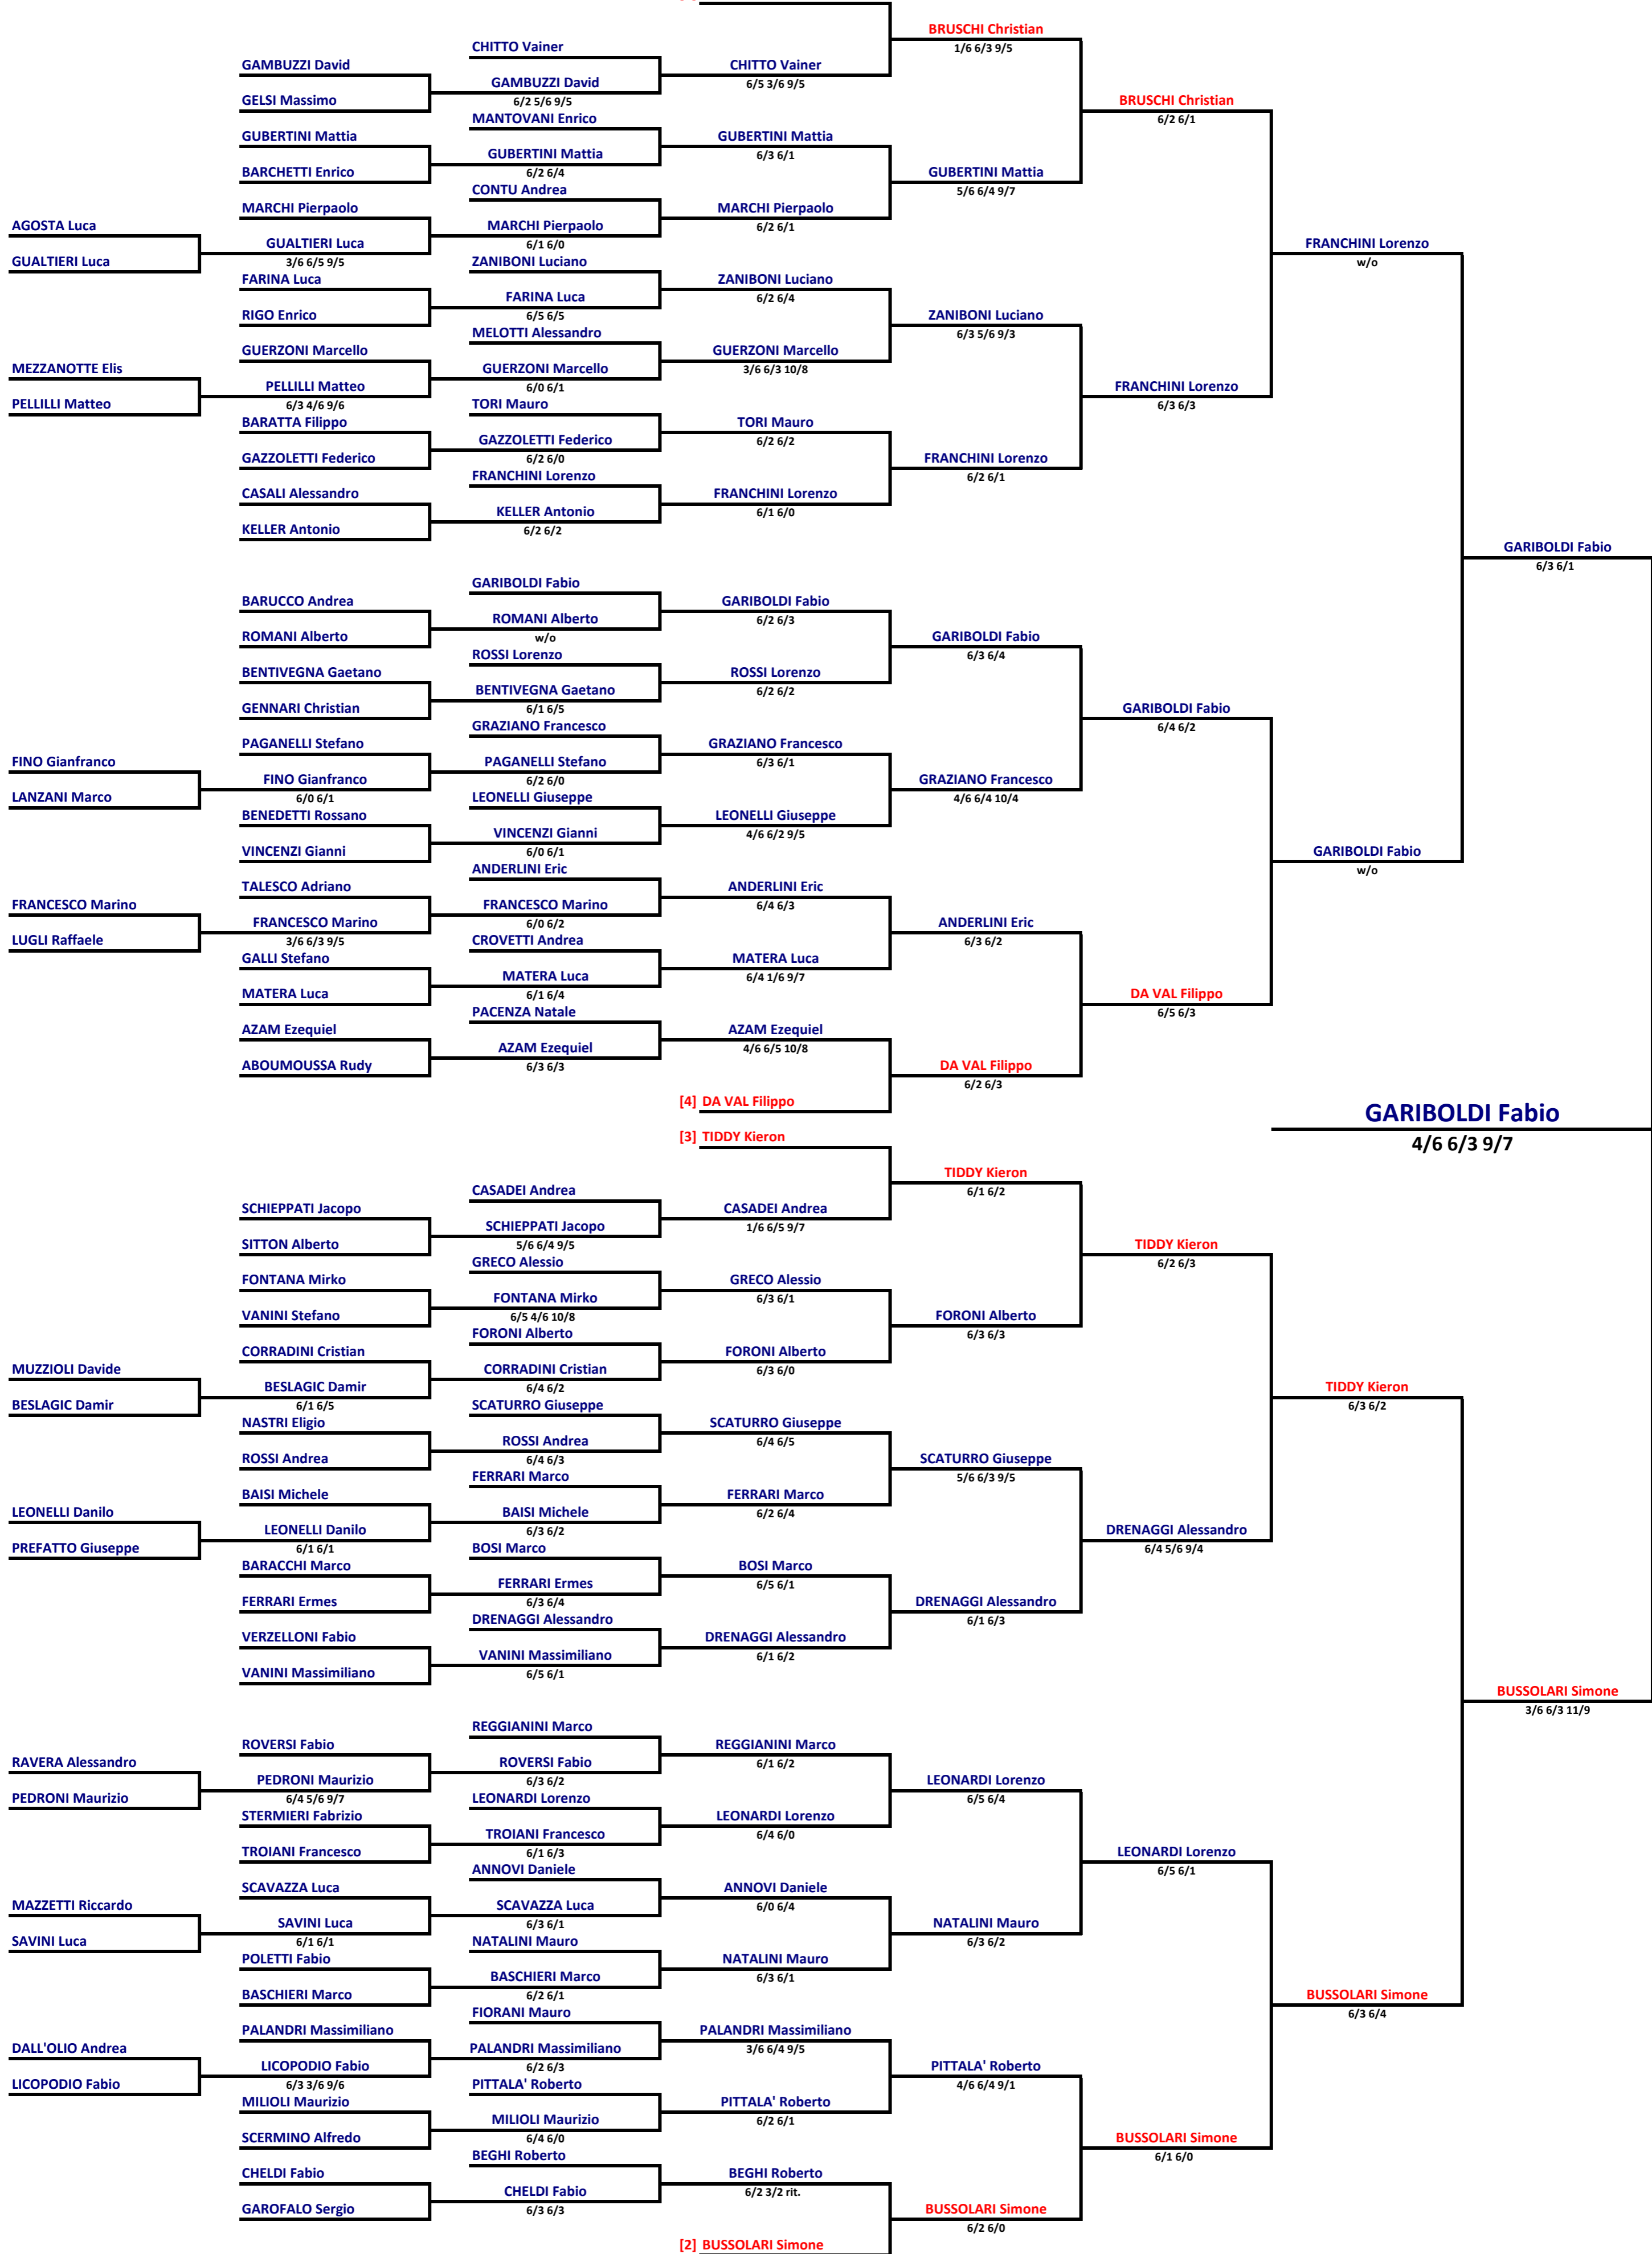 BRUSCHI Christian
1/6 6/3 9/5
CHITTO Vainer
GAMBUZZI David
CHITTO Vainer
GAMBUZZI David
6/5 3/6 9/5
6/2 5/6 9/5
GELSI Massimo
BRUSCHI Christian
MANTOVANI Enrico
6/2 6/1
GUBERTINI Mattia
GUBERTINI Mattia
GUBERTINI Mattia
6/3 6/1
6/2 6/4
BARCHETTI Enrico
GUBERTINI Mattia
CONTU Andrea
5/6 6/4 9/7
MARCHI Pierpaolo
MARCHI Pierpaolo
AGOSTA Luca
MARCHI Pierpaolo
6/2 6/1
GUALTIERI Luca
6/1 6/0
FRANCHINI Lorenzo
GUALTIERI Luca
3/6 6/5 9/5
ZANIBONI Luciano
w/o
FARINA Luca
ZANIBONI Luciano
FARINA Luca
6/2 6/4
RIGO Enrico
6/5 6/5
ZANIBONI Luciano
MELOTTI Alessandro
6/3 5/6 9/3
GUERZONI Marcello
GUERZONI Marcello
MEZZANOTTE Elis
GUERZONI Marcello
3/6 6/3 10/8
PELLILLI Matteo
6/0 6/1
FRANCHINI Lorenzo
PELLILLI Matteo
6/3 4/6 9/6
TORI Mauro
6/3 6/3
BARATTA Filippo
TORI Mauro
GAZZOLETTI Federico
6/2 6/2
GAZZOLETTI Federico
6/2 6/0
FRANCHINI Lorenzo
FRANCHINI Lorenzo
6/2 6/1
CASALI Alessandro
FRANCHINI Lorenzo
KELLER Antonio
6/1 6/0
KELLER Antonio
6/2 6/2
GARIBOLDI Fabio
6/3 6/1
GARIBOLDI Fabio
BARUCCO Andrea
GARIBOLDI Fabio
ROMANI Alberto
6/2 6/3
ROMANI Alberto
w/o
GARIBOLDI Fabio
ROSSI Lorenzo
6/3 6/4
BENTIVEGNA Gaetano
ROSSI Lorenzo
BENTIVEGNA Gaetano
6/2 6/2
GENNARI Christian
6/1 6/5
GARIBOLDI Fabio
GRAZIANO Francesco
6/4 6/2
PAGANELLI Stefano
GRAZIANO Francesco
FINO Gianfranco
PAGANELLI Stefano
6/3 6/1
FINO Gianfranco
6/2 6/0
GRAZIANO Francesco
LANZANI Marco
6/0 6/1
LEONELLI Giuseppe
4/6 6/4 10/4
BENEDETTI Rossano
LEONELLI Giuseppe
VINCENZI Gianni
4/6 6/2 9/5
VINCENZI Gianni
6/0 6/1
GARIBOLDI Fabio
ANDERLINI Eric
w/o
TALESCO Adriano
ANDERLINI Eric
FRANCESCO Marino
FRANCESCO Marino
6/4 6/3
FRANCESCO Marino
6/0 6/2
ANDERLINI Eric
LUGLI Raffaele
3/6 6/3 9/5
CROVETTI Andrea
6/3 6/2
GALLI Stefano
MATERA Luca
MATERA Luca
6/4 1/6 9/7
MATERA Luca
6/1 6/4
DA VAL Filippo
PACENZA Natale
6/5 6/3
AZAM Ezequiel
AZAM Ezequiel
AZAM Ezequiel
4/6 6/5 10/8
ABOUMOUSSA Rudy
6/3 6/3
DA VAL Filippo
6/2 6/3
[4] DA VAL Filippo
GARIBOLDI Fabio
[3] TIDDY Kieron
4/6 6/3 9/7
TIDDY Kieron
CASADEI Andrea
6/1 6/2
SCHIEPPATI Jacopo
CASADEI Andrea
SCHIEPPATI Jacopo
1/6 6/5 9/7
SITTON Alberto
5/6 6/4 9/5
TIDDY Kieron
GRECO Alessio
6/2 6/3
FONTANA Mirko
GRECO Alessio
FONTANA Mirko
6/3 6/1
VANINI Stefano
6/5 4/6 10/8
FORONI Alberto
FORONI Alberto
6/3 6/3
CORRADINI Cristian
FORONI Alberto
MUZZIOLI Davide
CORRADINI Cristian
6/3 6/0
BESLAGIC Damir
6/4 6/2
TIDDY Kieron
BESLAGIC Damir
6/1 6/5
SCATURRO Giuseppe
6/3 6/2
NASTRI Eligio
SCATURRO Giuseppe
ROSSI Andrea
6/4 6/5
ROSSI Andrea
6/4 6/3
SCATURRO Giuseppe
FERRARI Marco
5/6 6/3 9/5
BAISI Michele
FERRARI Marco
LEONELLI Danilo
BAISI Michele
6/2 6/4
LEONELLI Danilo
6/3 6/2
DRENAGGI Alessandro
PREFATTO Giuseppe
6/1 6/1
BOSI Marco
6/4 5/6 9/4
BARACCHI Marco
BOSI Marco
FERRARI Ermes
6/5 6/1
FERRARI Ermes
6/3 6/4
DRENAGGI Alessandro
DRENAGGI Alessandro
6/1 6/3
VERZELLONI Fabio
DRENAGGI Alessandro
VANINI Massimiliano
6/1 6/2
VANINI Massimiliano
6/5 6/1
BUSSOLARI Simone
3/6 6/3 11/9
REGGIANINI Marco
ROVERSI Fabio
REGGIANINI Marco
RAVERA Alessandro
ROVERSI Fabio
6/1 6/2
PEDRONI Maurizio
6/3 6/2
LEONARDI Lorenzo
PEDRONI Maurizio
6/4 5/6 9/7
LEONARDI Lorenzo
6/5 6/4
STERMIERI Fabrizio
LEONARDI Lorenzo
TROIANI Francesco
6/4 6/0
TROIANI Francesco
6/1 6/3
LEONARDI Lorenzo
ANNOVI Daniele
6/5 6/1
SCAVAZZA Luca
ANNOVI Daniele
MAZZETTI Riccardo
SCAVAZZA Luca
6/0 6/4
SAVINI Luca
6/3 6/1
NATALINI Mauro
SAVINI Luca
6/1 6/1
NATALINI Mauro
6/3 6/2
POLETTI Fabio
NATALINI Mauro
BASCHIERI Marco
6/3 6/1
BASCHIERI Marco
6/2 6/1
BUSSOLARI Simone
FIORANI Mauro
6/3 6/4
PALANDRI Massimiliano
PALANDRI Massimiliano
DALL'OLIO Andrea
PALANDRI Massimiliano
3/6 6/4 9/5
LICOPODIO Fabio
6/2 6/3
PITTALA' Roberto
LICOPODIO Fabio
6/3 3/6 9/6
PITTALA' Roberto
4/6 6/4 9/1
MILIOLI Maurizio
PITTALA' Roberto
MILIOLI Maurizio
6/2 6/1
SCERMINO Alfredo
6/4 6/0
BUSSOLARI Simone
BEGHI Roberto
6/1 6/0
CHELDI Fabio
BEGHI Roberto
CHELDI Fabio
6/2 3/2 rit.
GAROFALO Sergio
6/3 6/3
BUSSOLARI Simone
6/2 6/0
[2] BUSSOLARI Simone